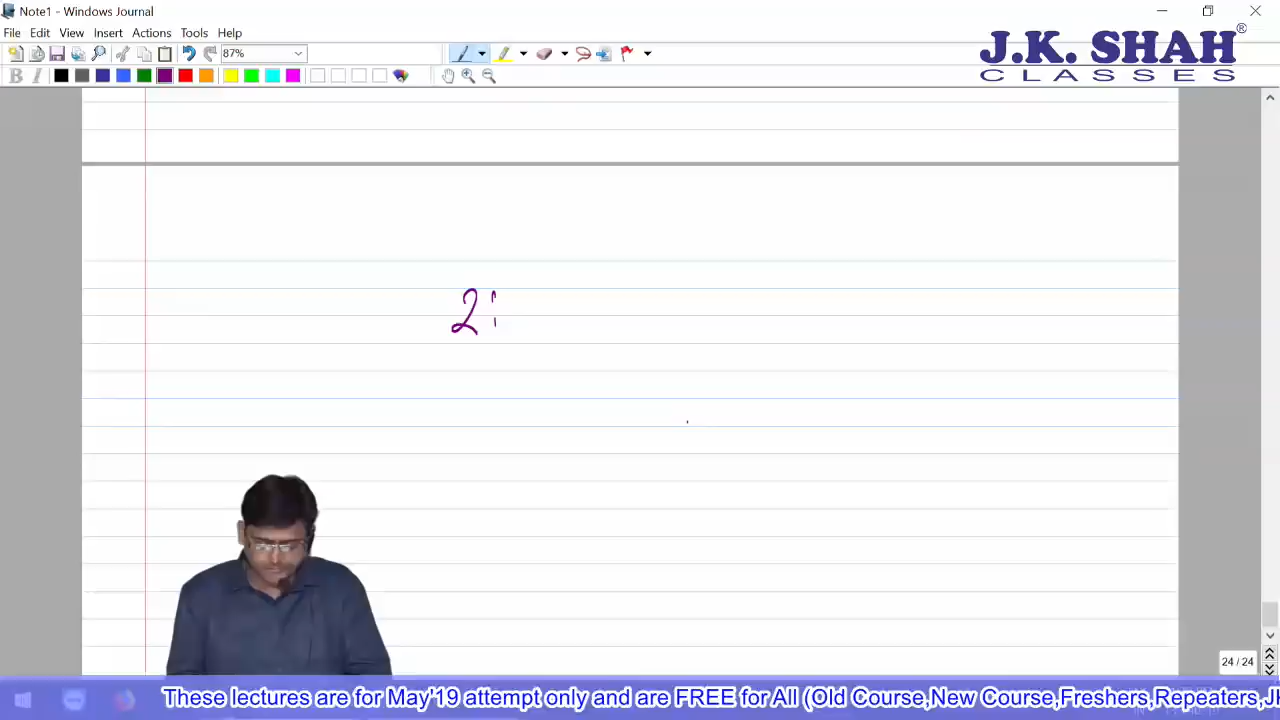 Note1 - Windows Journal
File Edit View Insert Actions Tools Help
87%
J.K. SHAH®
CLASSES
2:
24 / 24
These lectures are for May'19 attempt only and are FREE for All (Old Course,New Course,Freshers,Repeaters,J